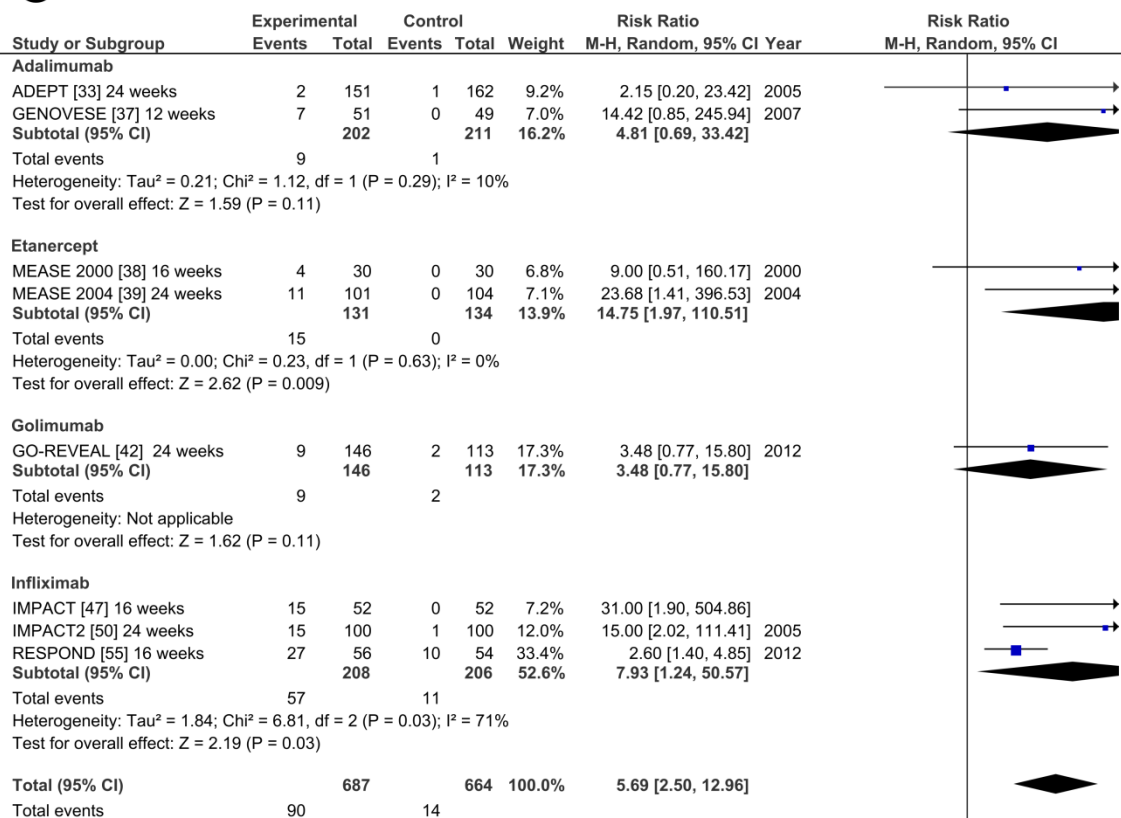 Experimental Control Risk Ratio Risk Ratio
Study or Subgroup Events Total Events Total Weight M-H, Random, 95% CI Year M-H, Random, 95% CI
Adalimumab
ADEPT [33] 24 weeks 2 151 1 162 9.2% 2.15 [0.20, 23.42] 2005
GENOVESE [37] 12 weeks 7 51 0 49 7.0% 14.42 [0.85, 245.94] 2007
Subtotal (95% CI) 202 211 16.2% 4.81 [0.69, 33.42]
Total events 9 1
Heterogeneity: Tau² = 0.21; Chi² = 1.12, df = 1 (P = 0.29); I² = 10%
Test for overall effect: Z = 1.59 (P = 0.11)
Etanercept
MEASE 2000 [38] 16 weeks 4 30 0 30 6.8% 9.00 [0.51, 160.17] 2000
MEASE 2004 [39] 24 weeks 11 101 0 104 7.1% 23.68 [1.41, 396.53] 2004
Subtotal (95% CI) 131 134 13.9% 14.75 [1.97, 110.51]
Total events 15 0
Heterogeneity: Tau² = 0.00; Chi² = 0.23, df = 1 (P = 0.63); I² = 0%
Test for overall effect: Z = 2.62 (P = 0.009)
Golimumab
GO-REVEAL [42] 24 weeks 9 146 2 113 17.3% 3.48 [0.77, 15.80] 2012
Subtotal (95% CI) 146 113 17.3% 3.48 [0.77, 15.80]
Total events 9 2
Heterogeneity: Not applicable
Test for overall effect: Z = 1.62 (P = 0.11)
Infliximab
IMPACT [47] 16 weeks 15 52 0 52 7.2% 31.00 [1.90, 504.86]
IMPACT2 [50] 24 weeks 15 100 1 100 12.0% 15.00 [2.02, 111.41] 2005
RESPOND [55] 16 weeks 27 56 10 54 33.4% 2.60 [1.40, 4.85] 2012
Subtotal (95% CI) 208 206 52.6% 7.93 [1.24, 50.57]
Total events 57 11
Heterogeneity: Tau² = 1.84; Chi² = 6.81, df = 2 (P = 0.03); I² = 71%
Test for overall effect: Z = 2.19 (P = 0.03)
Total (95% CI) 687 664 100.0% 5.69 [2.50, 12.96]
Total events 90 14